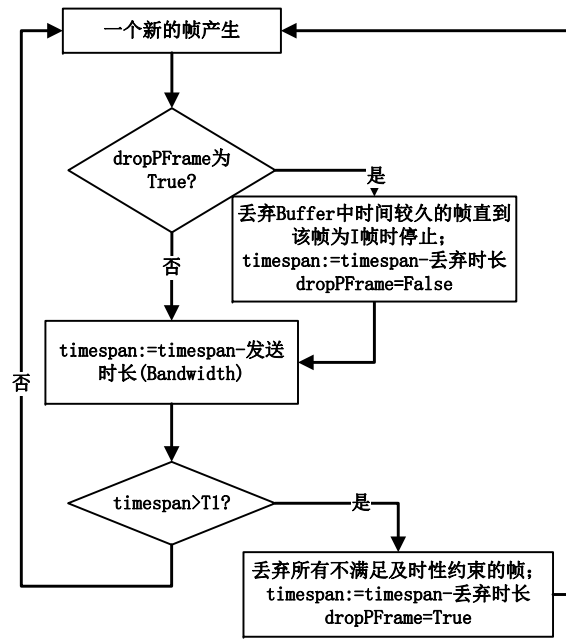 一个新的帧产生
dropPFrame为
True?
是
丢弃Buffer中时间较久的帧直到
该帧为I帧时停止;
timespan:=timespan-丢弃时长
dropPFrame=False
否
timespan:=timespan-发送
时长(Bandwidth)
否
timespan>T1?
是
丢弃所有不满足及时性约束的帧;
timespan:=timespan-丢弃时长
dropPFrame=True